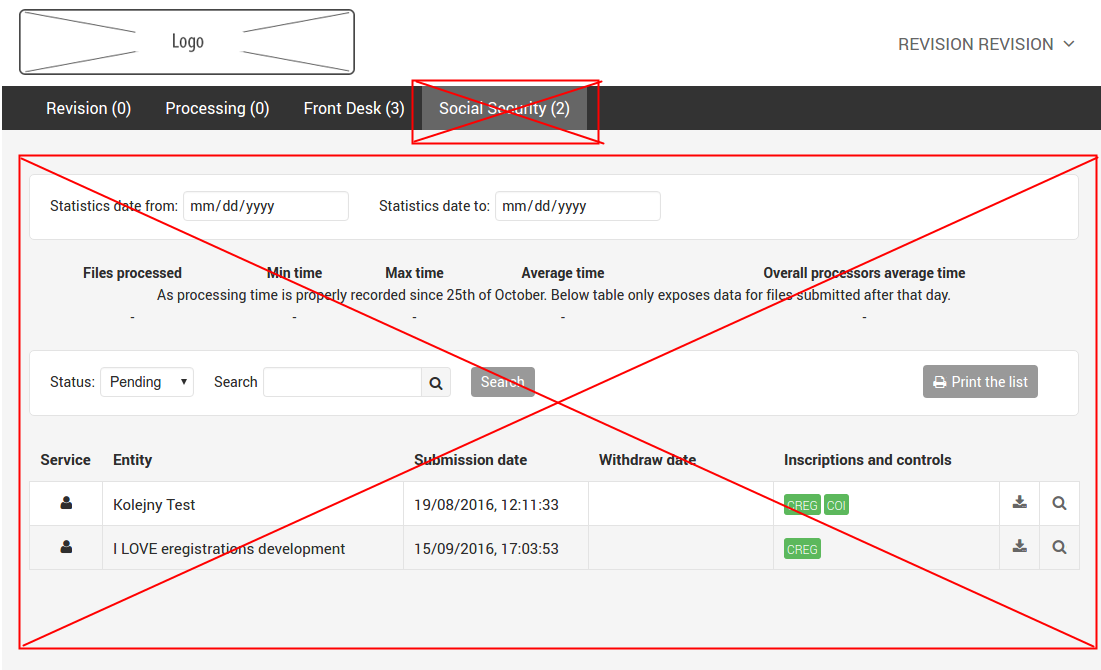 Logo
REVISION REVISION
Revision (0) Processing (0) Front Desk (3) Social Security (2)
Statistics date from: mm/dd/yyyy Statistics date to: mm/dd/yyyy
Files processed Min time Max time Average time Overall processors average time
As processing time is properly recorded since 25th of October. Below table only exposes data for files submitted after that day.
- - - - -
Status: Pending Search Search Print the list
Service Entity Submission date Withdraw date Inscriptions and controls
Kolejny Test 19/08/2016, 12:11:33 CREG COI
I LOVE eregistrations development 15/09/2016, 17:03:53 CREG